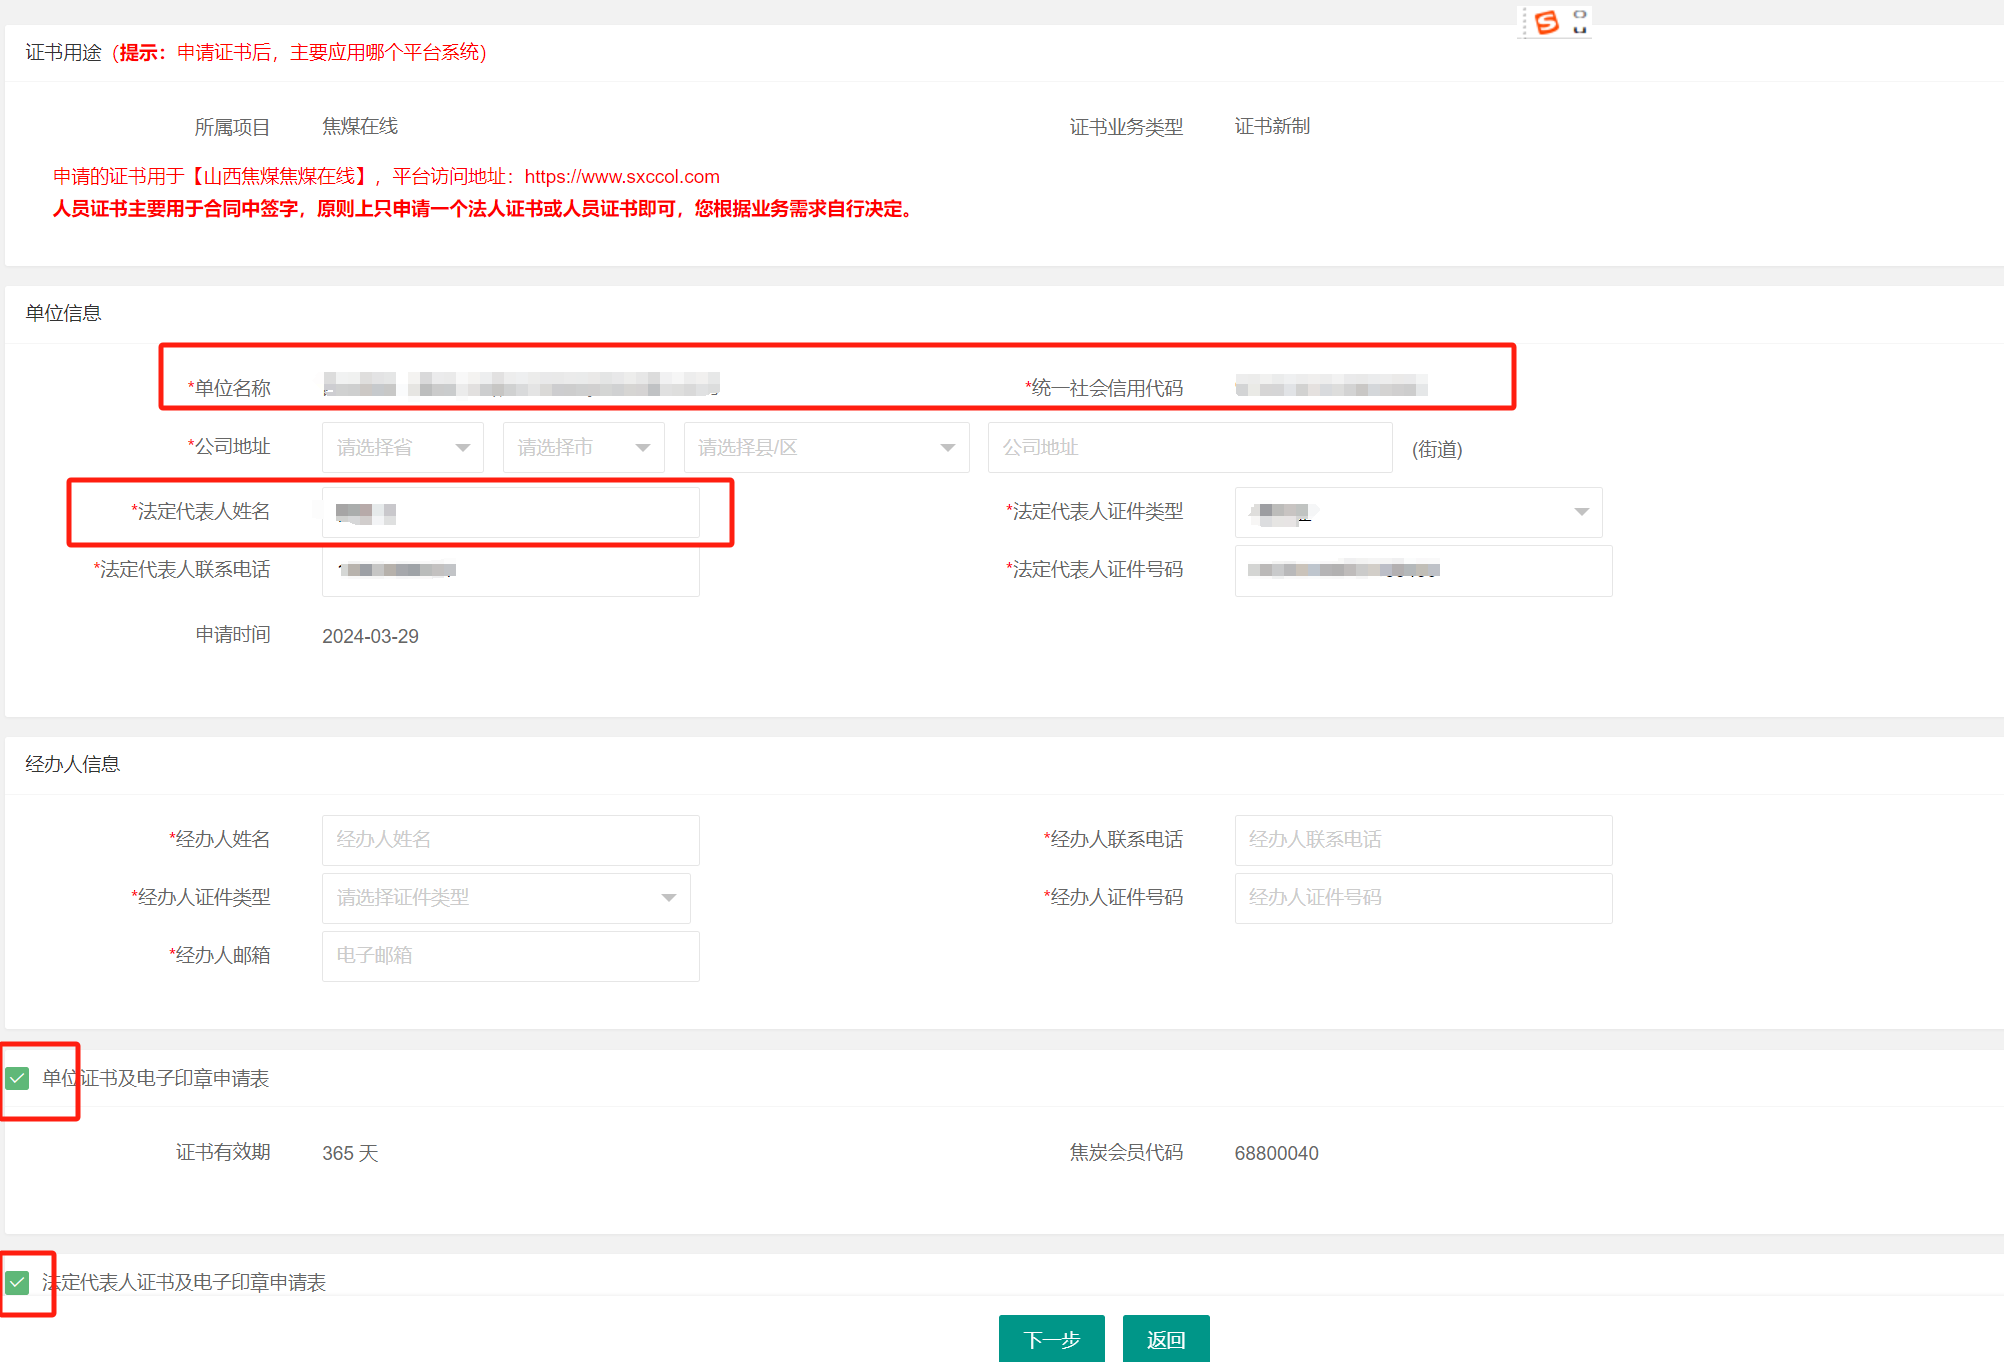 证书用途（提示：申请证书后，主要应用哪个平台系统）
所属项目 焦煤在线 证书业务类型 证书新制
申请的证书用于【山西焦煤焦煤在线】，平台访问地址：https://www.sxccol.com
人员证书主要用于合同中签字，原则上只申请一个法人证书或人员证书即可，您根据业务需求自行决定。
单位信息
*单位名称 *统一社会信用代码
*公司地址 请选择省 请选择市 请选择县/区 公司地址 (街道)
*法定代表人姓名 *法定代表人证件类型
*法定代表人联系电话 *法定代表人证件号码
申请时间 2024-03-29
经办人信息
*经办人姓名 经办人姓名 *经办人联系电话 经办人联系电话
*经办人证件类型 请选择证件类型 *经办人证件号码 经办人证件号码
*经办人邮箱 电子邮箱
单位证书及电子印章申请表
证书有效期 365 天 焦炭会员代码 68800040
法定代表人证书及电子印章申请表
下一步 返回